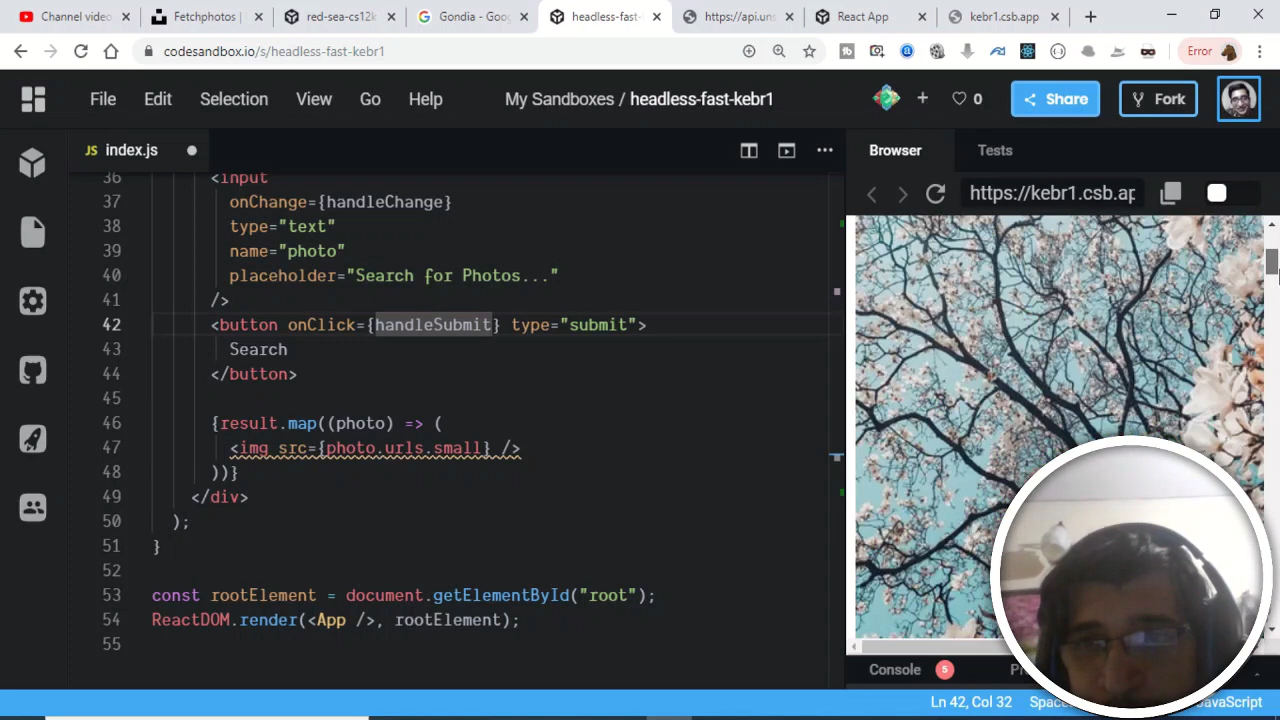 Channel video
Fetchphotos
red-sea-cs12k
Gondia - Goo
headless-fast-
https://api.uns
React App
kebr1.csb.app
codesandbox.io/s/headless-fast-kebr1
Error
File Edit Selection View Go Help
My Sandboxes / headless-fast-kebr1
0
Share
Fork
JS index.js
Browser
Tests
https://kebr1.csb.ap
36 <input
37 onChange={handleChange}
38 type="text"
39 name="photo"
40 placeholder="Search for Photos..."
41 />
42 <button onClick={handleSubmit} type="submit">
43 Search
44 </button>
45
46 {result.map((photo) => (
47 <img src={photo.urls.small} />
48 ))}
49 </div>
50 );
51 }
52
53 const rootElement = document.getElementById("root");
54 ReactDOM.render(<App />, rootElement);
55
Console 5
Ln 42, Col 32
JavaScript